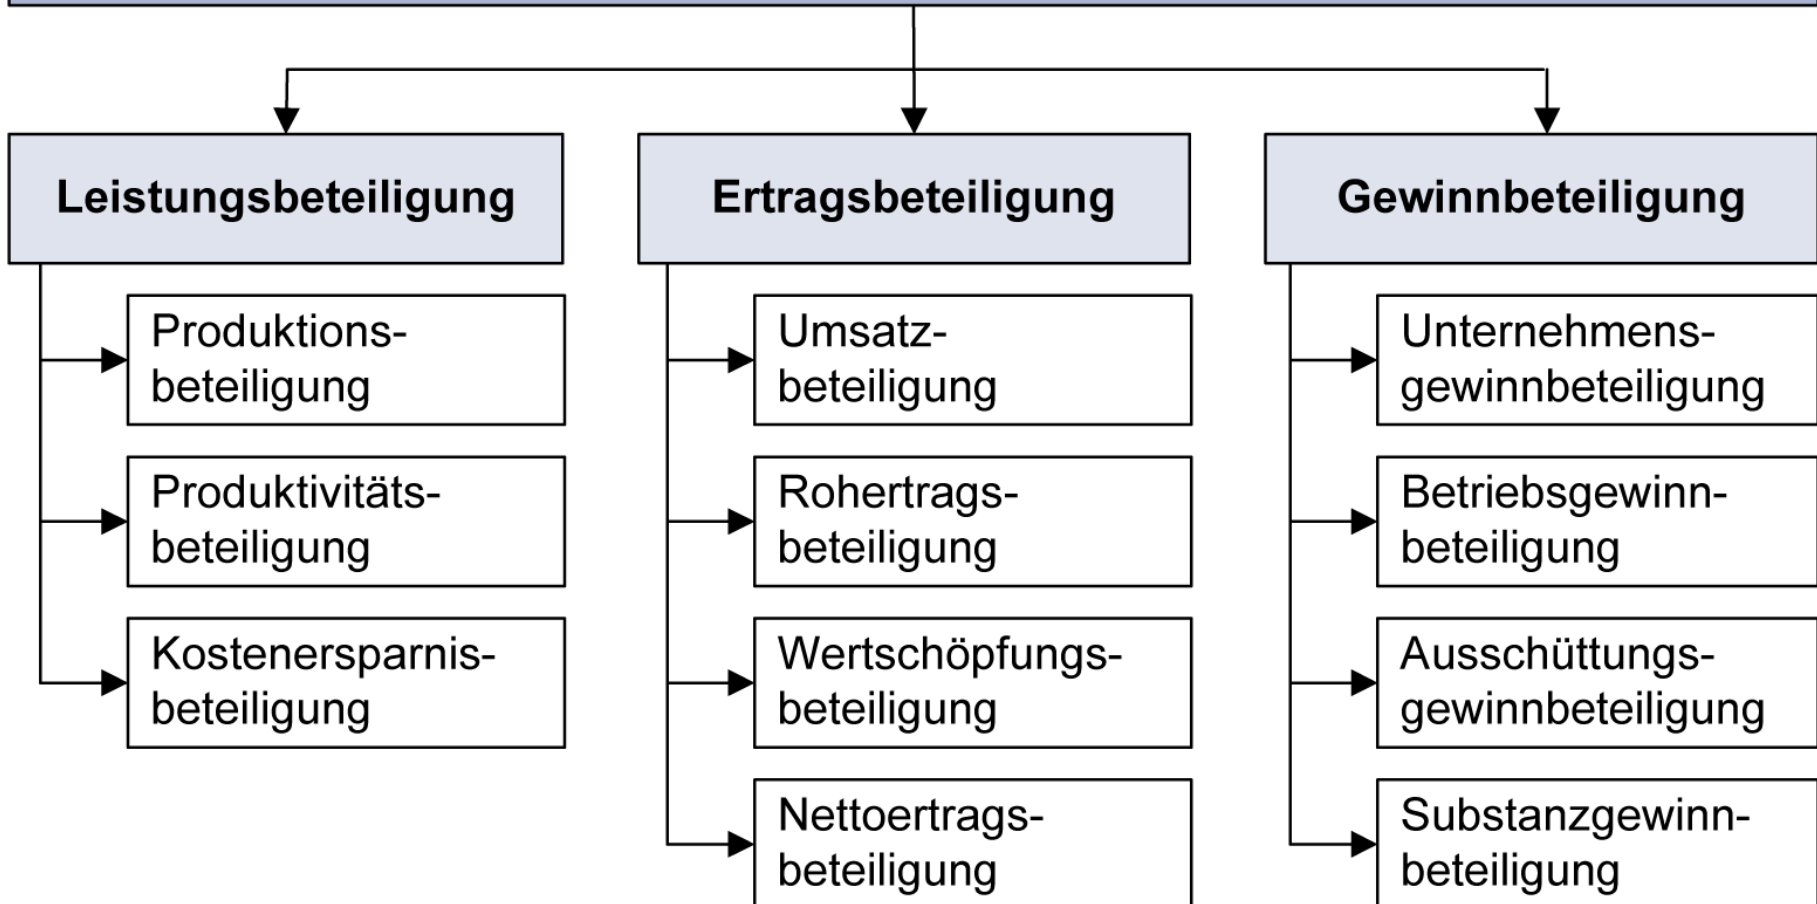 Leistungsbeteiligung
Produktions-
beteiligung
Produktivitäts-
beteiligung
Kostenersparnis-
beteiligung
Ertragsbeteiligung
Umsatz-
beteiligung
Rohertrags-
beteiligung
Wertschöpfungs-
beteiligung
Nettoertrags-
beteiligung
Gewinnbeteiligung
Unternehmens-
gewinnbeteiligung
Betriebsgewinn-
beteiligung
Ausschüttungs-
gewinnbeteiligung
Substanzgewinn-
beteiligung